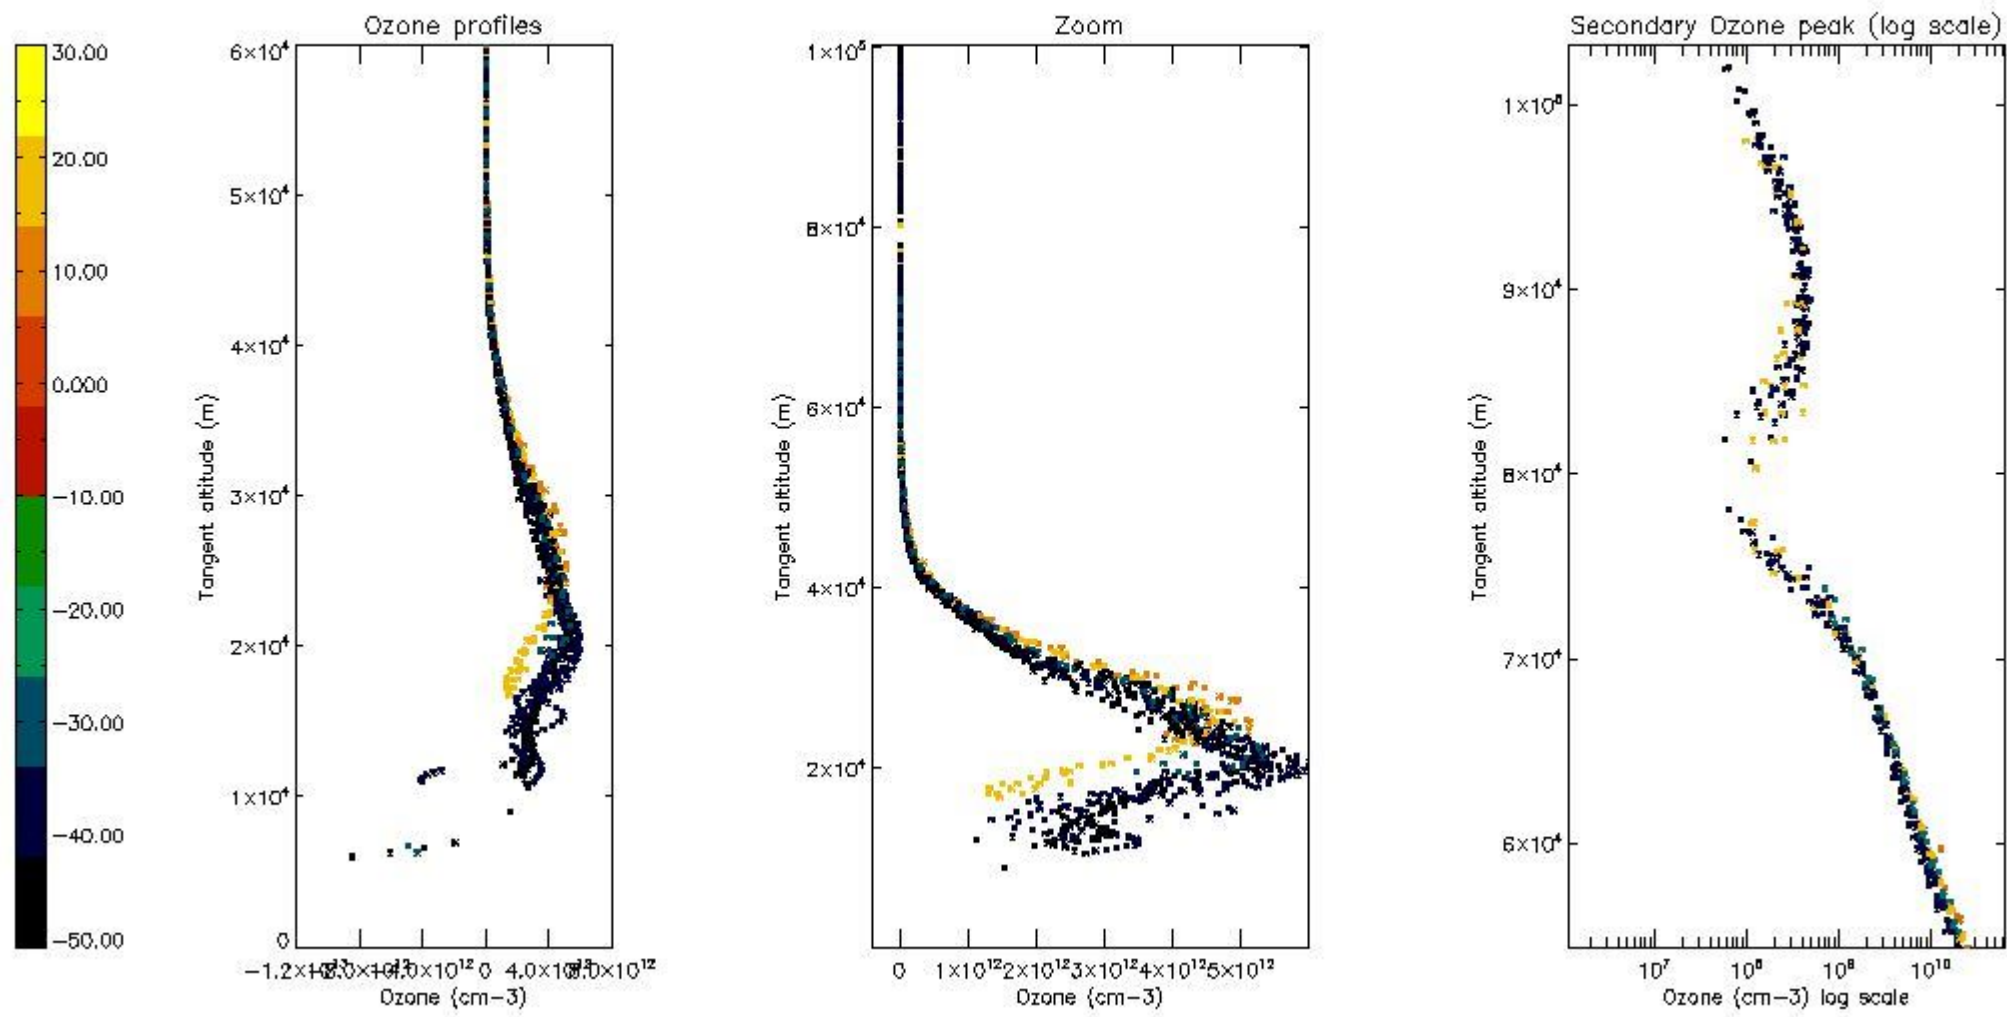 Ozone profiles
Zoom
Secondary Ozone peak (log scale)
30.00
20.00
10.00
0.000
−10.00
−20.00
−30.00
−40.00
−50.00
6×10⁴
5×10⁴
4×10⁴
3×10⁴
2×10⁴
1×10⁴
0
Tangent altitude (m)
0
Ozone (cm−3)
1×10⁵
8×10⁴
6×10⁴
4×10⁴
2×10⁴
Tangent altitude (m)
0 1×10¹² 2×10¹² 3×10¹² 4×10¹² 5×10¹²
Ozone (cm−3)
9×10⁴
8×10⁴
7×10⁴
6×10⁴
Tangent altitude (m)
10⁷ 10⁸ 10⁹ 10¹⁰
Ozone (cm−3) log scale